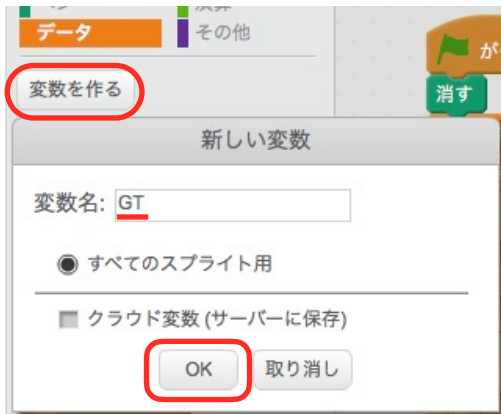 データ
その他
変数を作る
消す
新しい変数
変数名: GT
すべてのスプライト用
クラウド変数 (サーバーに保存)
OK 取り消し